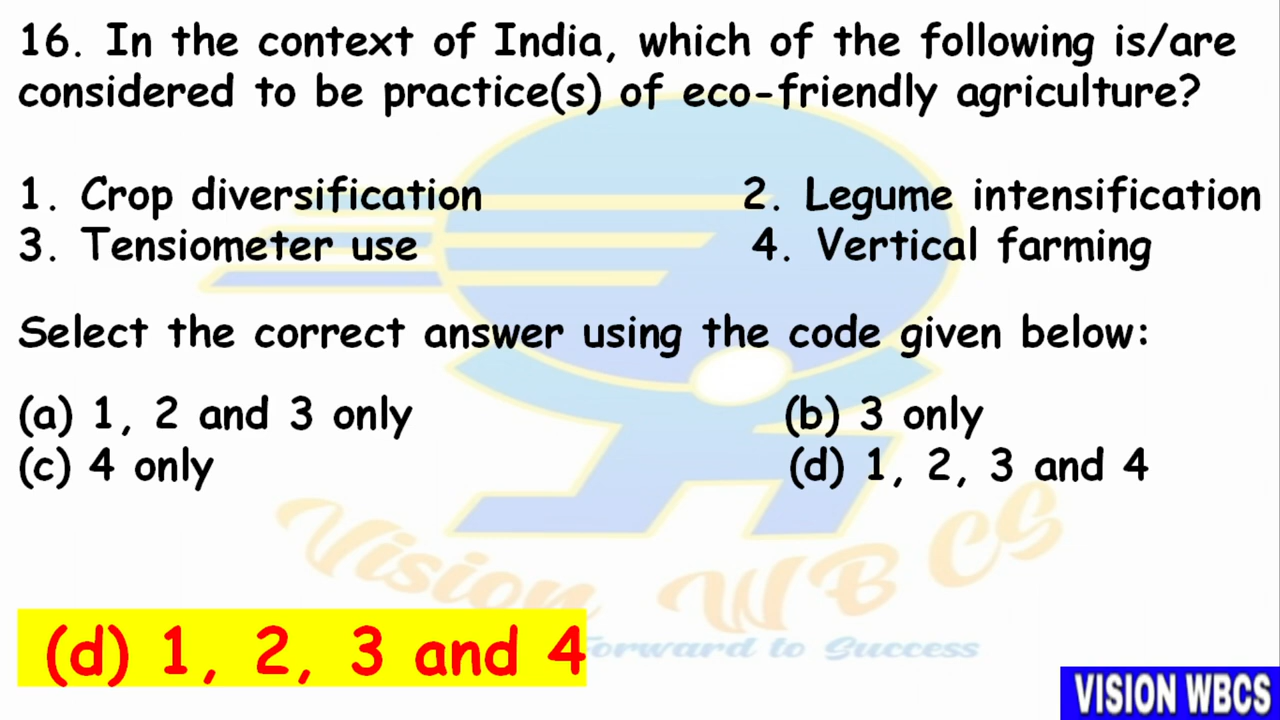 16. In the context of India, which of the following is/are
considered to be practice(s) of eco-friendly agriculture?
1. Crop diversification 2. Legume intensification
3. Tensiometer use 4. Vertical farming
Select the correct answer using the code given below:
(a) 1, 2 and 3 only (b) 3 only
(c) 4 only (d) 1, 2, 3 and 4
Vision WBCS
(d) 1, 2, 3 and 4
Forward to Success
VISION WBCS